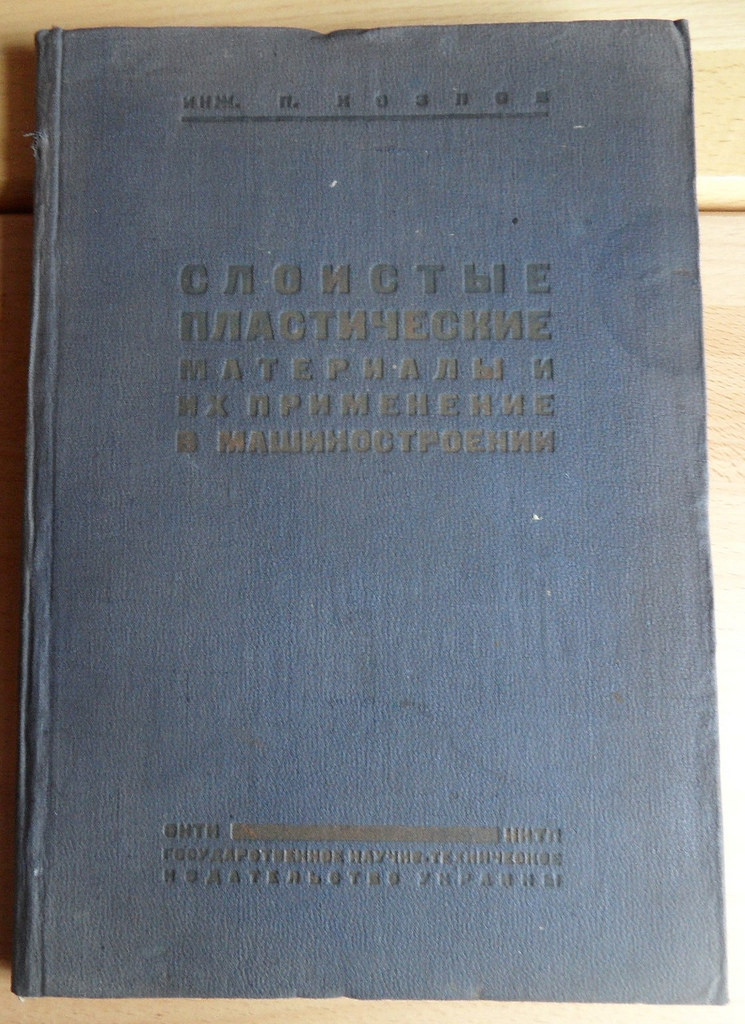 ИНЖ. П. КОЗЛОВ
СЛОИСТЫЕ
ПЛАСТИЧЕСКИЕ
МАТЕРИАЛЫ И
ИХ ПРИМЕНЕНИЕ
В МАШИНОСТРОЕНИИ
ОНТИ НКТП
ГОСУДАРСТВЕННОЕ НАУЧНО-ТЕХНИЧЕСКОЕ
ИЗДАТЕЛЬСТВО УКРАИНЫ